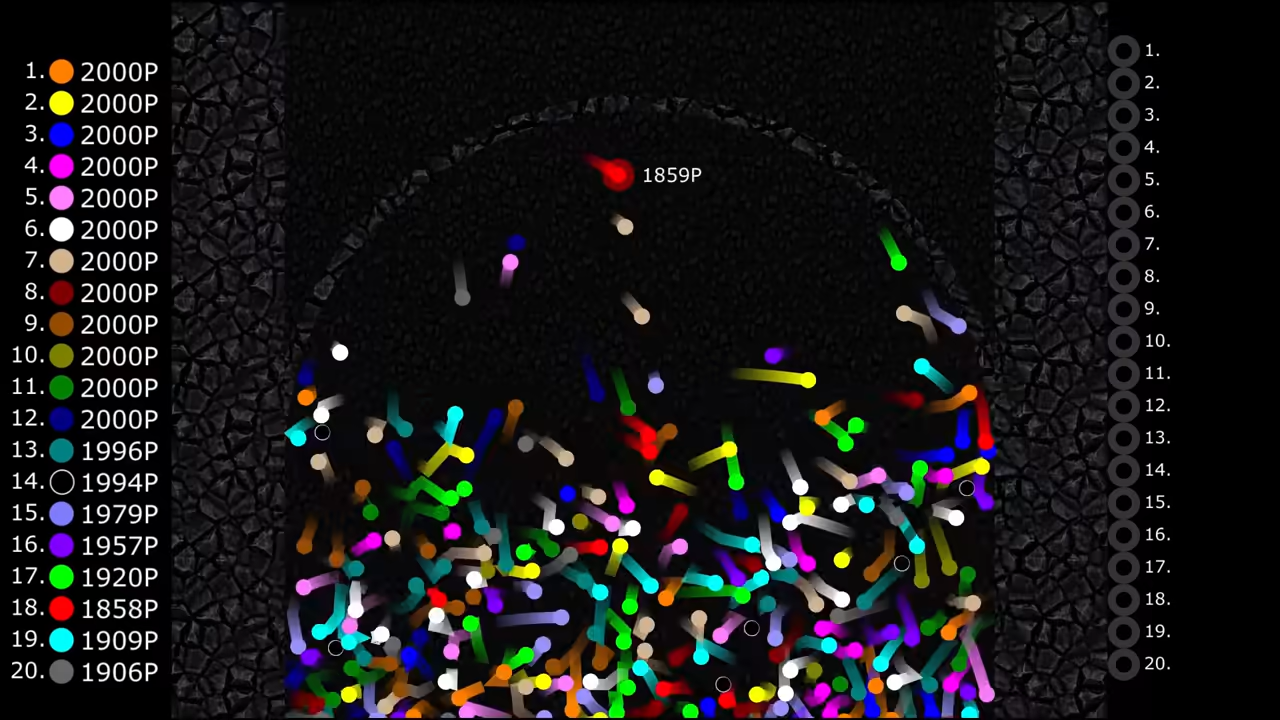 1. 2000P
2. 2000P
3. 2000P
4. 2000P
5. 2000P
6. 2000P
7. 2000P
8. 2000P
9. 2000P
10. 2000P
11. 2000P
12. 2000P
13. 1996P
14. 1994P
15. 1979P
16. 1957P
17. 1920P
18. 1858P
19. 1909P
20. 1906P
1859P
1.
2.
3.
4.
5.
6.
7.
8.
9.
10.
11.
12.
13.
14.
15.
16.
17.
18.
19.
20.